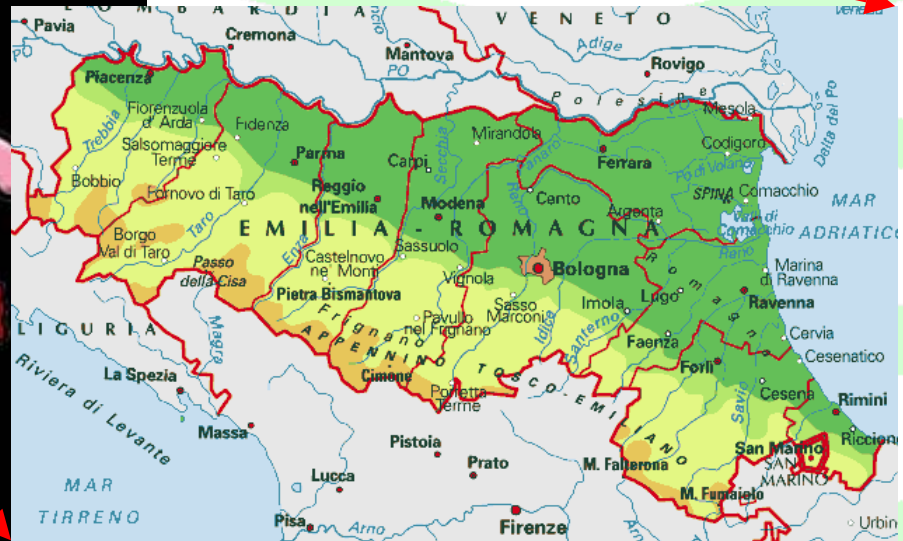 LOMBARDIA
VENETO
Venezia
Pavia
Cremona
Mincio
Mantova
Adige
Rovigo
PO
PO
Polesine
Piacenza
Mesola
Delta del Po
Fiorenzuola
d'Arda
Fidenza
Mirandola
Codigoro
Trebbia
Salsomaggiore
Terme
Parma
Carpi
Secchia
Panaro
Ferrara
Po di Volano
Bobbio
Fornovo di Taro
Reggio
nell'Emilia
Modena
Reno
Cento
SPINA
Comacchio
MAR
ADRIATICO
Argenta
Valli di
Comacchio
Reno
Borgo
Val di Taro
Taro
EMILIA - ROMAGNA
Enza
Castelnovo
ne' Monti
Sassuolo
Passo
della Cisa
Bologna
Marina
di Ravenna
Pietra Bismantova
Vignola
Romagna
Imola
Lugo
Ravenna
Sasso
Marconi
LIGURIA
Magra
Frignano
Pavullo
nel Frignano
Idice
Santerno
Faenza
Cervia
Cesenatico
APPENNINO TOSCO-EMILIANO
Forlì
Riviera di Levante
La Spezia
Cimone
Porretta
Terme
Savio
Cesena
Rimini
Massa
Riccione
Pistoia
San Marino
SAN
MARINO
Prato
M. Falterona
Lucca
M. Fumaiolo
MAR
TIRRENO
Pisa
Arno
Firenze
Urbin